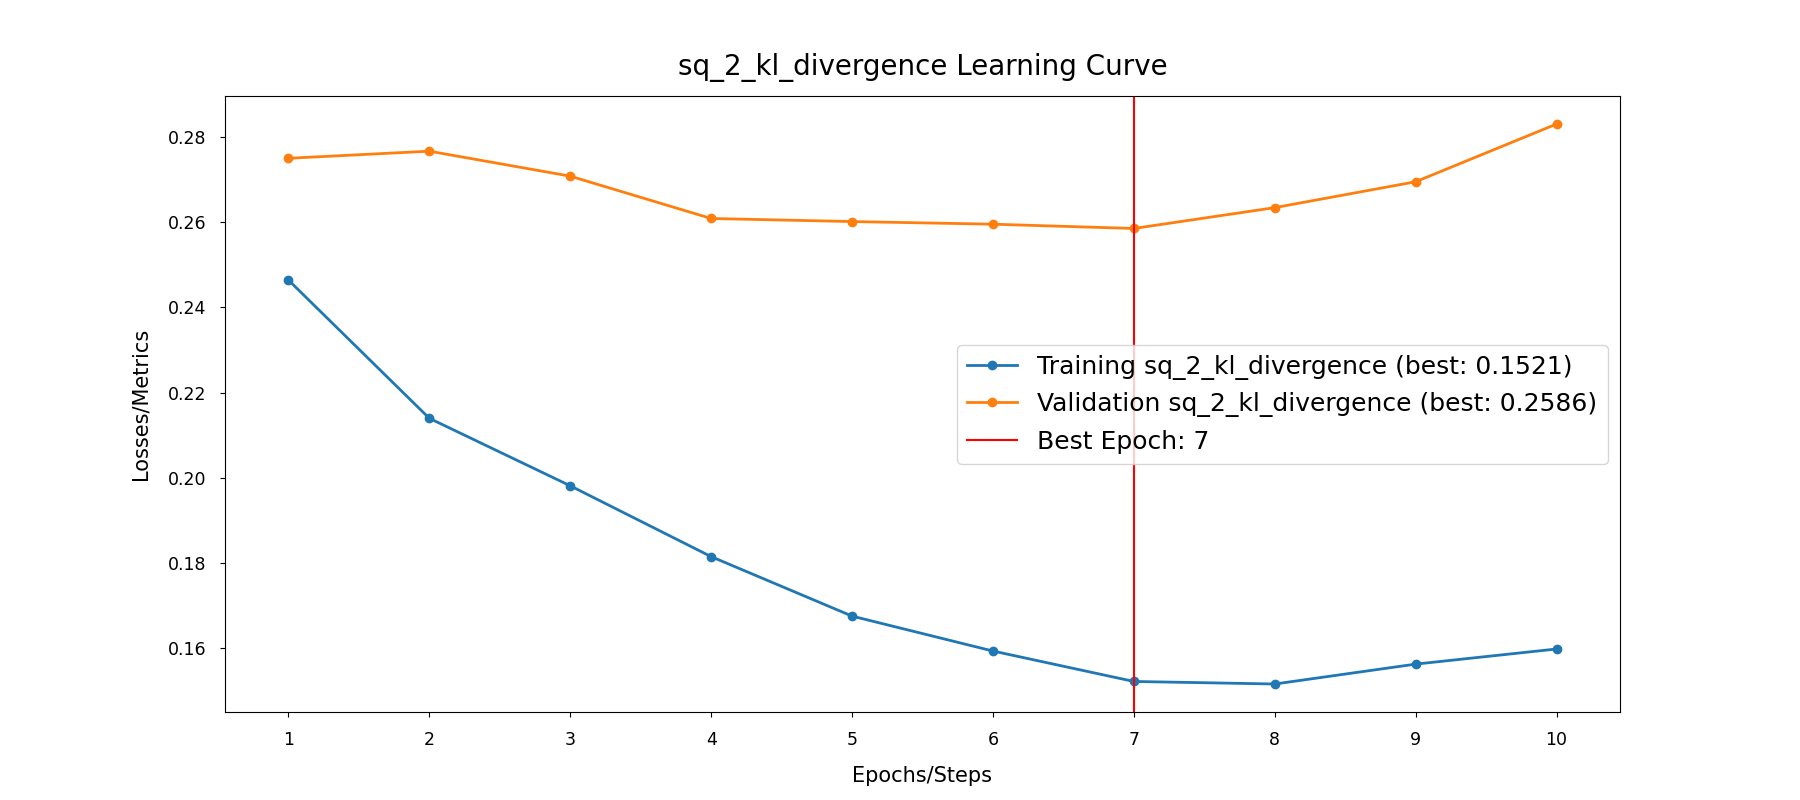 sq_2_kl_divergence Learning Curve
Losses/Metrics
0.28
0.26
0.24
0.22
0.20
0.18
0.16
Training sq_2_kl_divergence (best: 0.1521)
Validation sq_2_kl_divergence (best: 0.2586)
Best Epoch: 7
1 2 3 4 5 6 7 8 9 10
Epochs/Steps